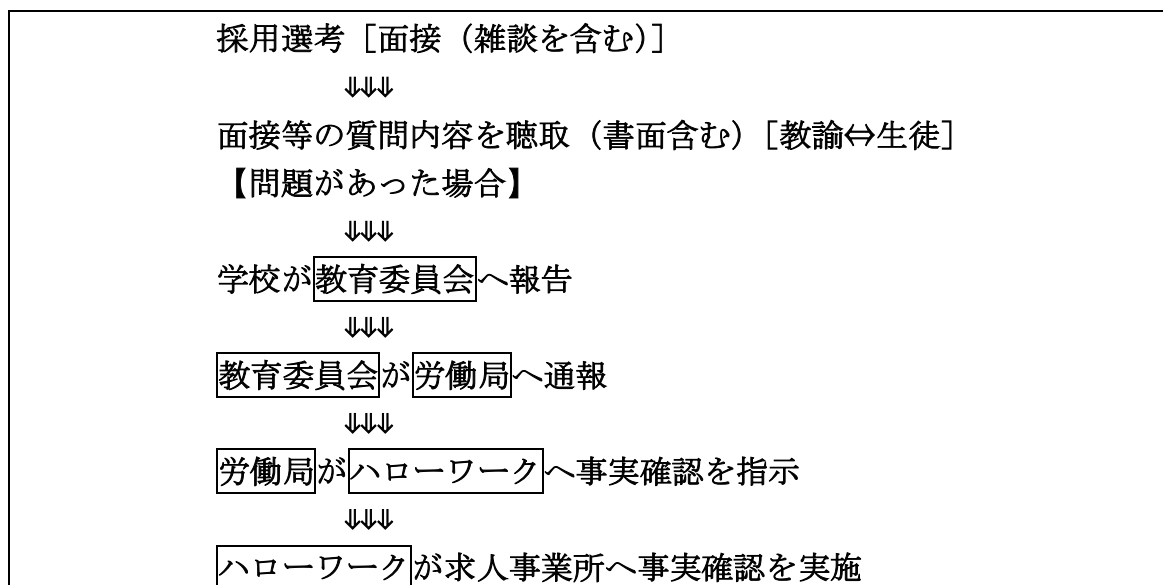 採用選考［面接（雑談を含む）］
⇓⇓⇓
面接等の質問内容を聴取（書面含む）［教諭⇔生徒］
【問題があった場合】
⇓⇓⇓
学校が教育委員会へ報告
⇓⇓⇓
教育委員会が労働局へ通報
⇓⇓⇓
労働局がハローワークへ事実確認を指示
⇓⇓⇓
ハローワークが求人事業所へ事実確認を実施